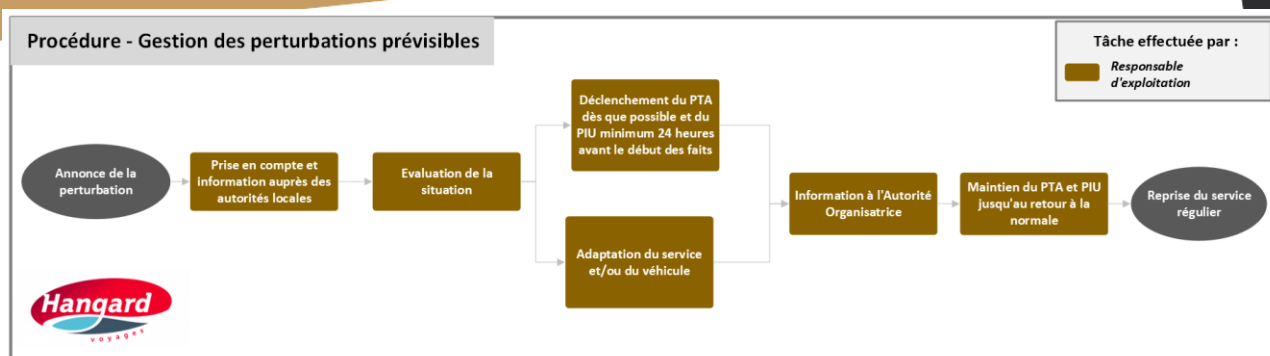 Procédure - Gestion des perturbations prévisibles
Tâche effectuée par :
Responsable
d'exploitation
Annonce de la
perturbation
Prise en compte et
information auprès des
autorités locales
Evaluation de la
situation
Déclenchement du PTA
dès que possible et du
PIU minimum 24 heures
avant le début des faits
Adaptation du service
et/ou du véhicule
Information à l'Autorité
Organisatrice
Maintien du PTA et PIU
jusqu'au retour à la
normale
Reprise du service
régulier
Hangard
voyages